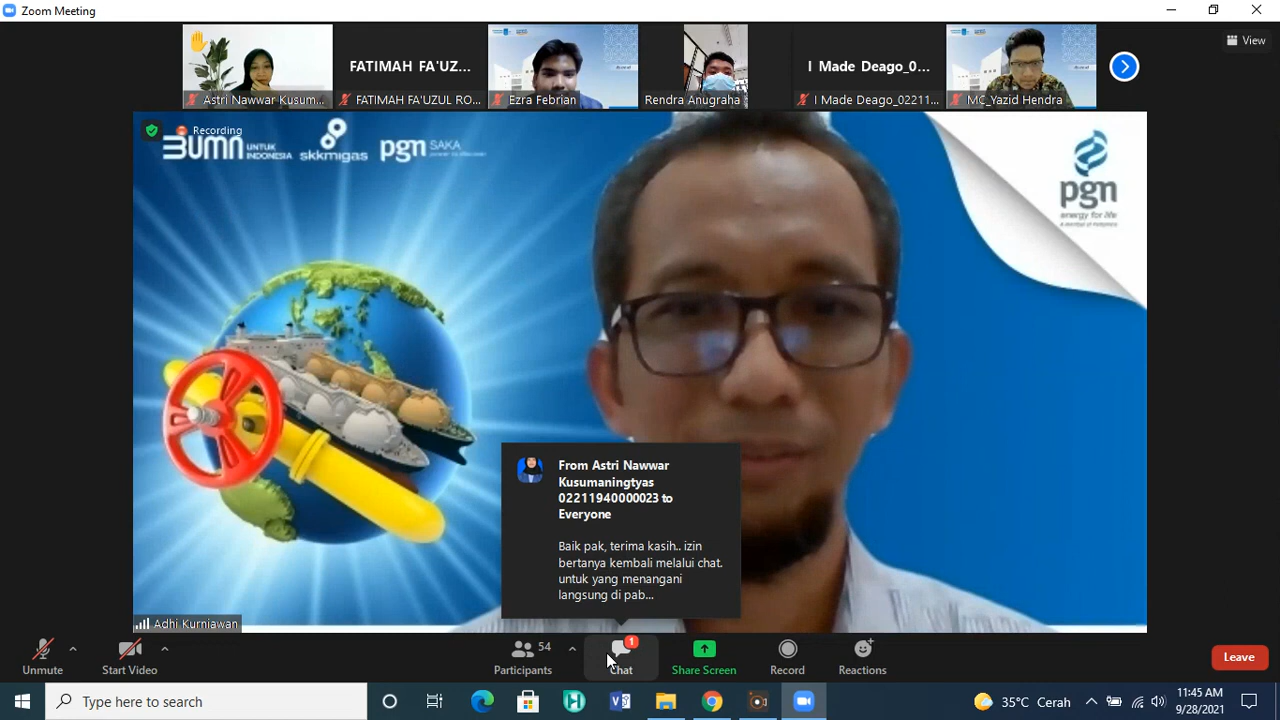 Zoom Meeting
FATIMAH FA'UZ...
I Made Deago_0...
View
Astri Nawwar Kusum...
FATIMAH FA'UZUL RO...
Ezra Febrian
Rendra Anugraha
I Made Deago_02211...
MC_Yazid Hendra
Recording
BUMN UNTUK INDONESIA
skkmigas
pgn SAKA
pgn
energy for life
From Astri Nawwar
Kusumaningtyas
02211940000023 to
Everyone
Baik pak, terima kasih.. izin
bertanya kembali melalui chat.
untuk yang menangani
langsung di pab...
Adhi Kurniawan
54
1
Unmute
Start Video
Participants
Chat
Share Screen
Record
Reactions
Leave
Type here to search
35°C Cerah
11:45 AM
9/28/2021